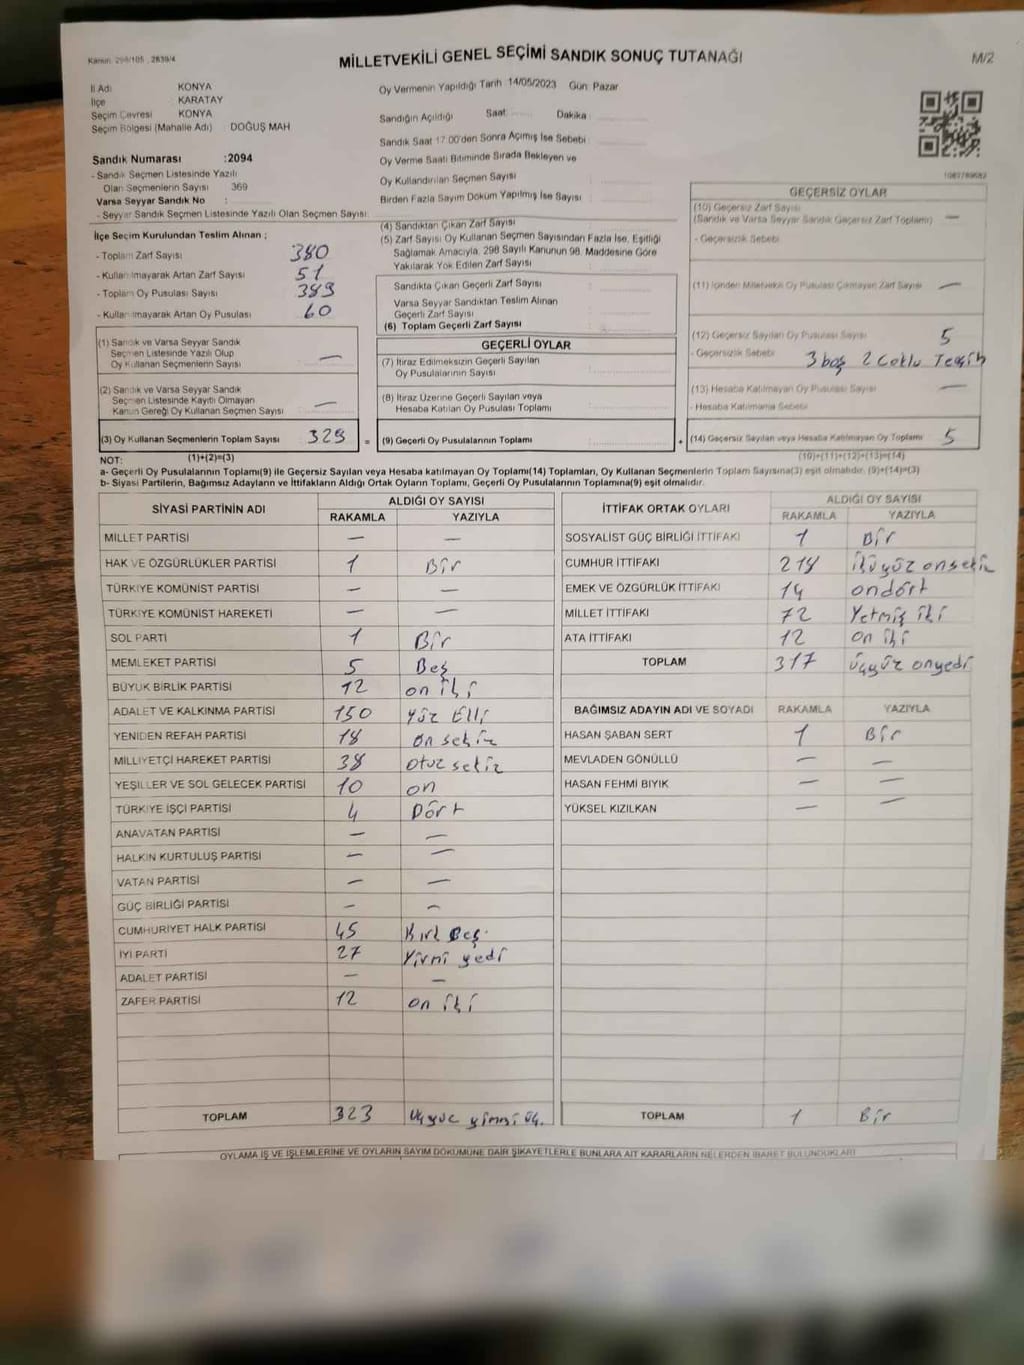 Kanun: 298/105 , 2839/4
MİLLETVEKİLİ GENEL SEÇİMİ SANDIK SONUÇ TUTANAĞI
M/2
İl Adı KONYA
İlçe KARATAY
Seçim Çevresi KONYA
Seçim Bölgesi (Mahalle Adı) DOĞUŞ MAH
Sandık Numarası :2094
- Sandık Seçmen Listesinde Yazılı
Olan Seçmenlerin Sayısı 369
Varsa Seyyar Sandık No :
- Seyyar Sandık Seçmen Listesinde Yazılı Olan Seçmen Sayısı:
Oy Vermenin Yapıldığı Tarih 14/05/2023 Gün Pazar
Sandığın Açıldığı Saat Dakika
Sandık Saat 17.00'den Sonra Açımış İse Sebebi
Oy Verme Saati Bitiminde Sırada Bekleyen ve
Oy Kullandırılan Seçmen Sayısı
Birden Fazla Sayım Döküm Yapılmış İse Sayısı
İlçe Seçim Kurulundan Teslim Alınan ;
- Toplam Zarf Sayısı 380
- Kullanılmayarak Artan Zarf Sayısı 51
- Toplam Oy Pusulası Sayısı 389
- Kullanılmayarak Artan Oy Pusulası 60
(1) Sandık ve Varsa Seyyar Sandık
Seçmen Listesinde Yazılı Olup
Oy Kullanan Seçmenlerin Sayısı —
(2) Sandık ve Varsa Seyyar Sandık
Seçmen Listesinde Kayıtlı Olmayan
Kanun Gereği Oy Kullanan Seçmen Sayısı —
(3) Oy Kullanan Seçmenlerin Toplam Sayısı 329 =
(1)+(2)=(3)
(4) Sandıktan Çıkan Zarf Sayısı
(5) Zarf Sayısı Oy Kullanan Seçmen Sayısından Fazla İse, Eşitliği
Sağlamak Amacıyla, 298 Sayılı Kanunun 98. Maddesine Göre
Yakılarak Yok Edilen Zarf Sayısı
Sandıkta Çıkan Geçerli Zarf Sayısı
Varsa Seyyar Sandıktan Teslim Alınan
Geçerli Zarf Sayısı
(6) Toplam Geçerli Zarf Sayısı
GEÇERLİ OYLAR
(7) İtiraz Edilmeksizin Geçerli Sayılan
Oy Pusulalarının Sayısı
(8) İtiraz Üzerine Geçerli Sayılan veya
Hesaba Katılan Oy Pusulası Toplamı
(9) Geçerli Oy Pusulalarının Toplamı +
GEÇERSİZ OYLAR
(10) Geçersiz Zarf Sayısı
(Sandık ve Varsa Seyyar Sandık Geçersiz Zarf Toplamı) —
- Geçersizlik Sebebi
(11) İçinden Milletvekili Oy Pusulası Çıkmayan Zarf Sayısı —
(12) Geçersiz Sayılan Oy Pusulası Sayısı 5
- Geçersizlik Sebebi 3 boş 2 Çoklu Tercih
(13) Hesaba Katılmayan Oy Pusulası Sayısı —
- Hesaba Katılmama Sebebi
(14) Geçersiz Sayılan veya Hesaba Katılmayan Oy Toplamı 5
(10)+(11)+(12)+(13)=(14)
NOT:
a- Geçerli Oy Pusulalarının Toplamı(9) ile Geçersiz Sayılan veya Hesaba katılmayan Oy Toplamı(14) Toplamları, Oy Kullanan Seçmenlerin Toplam Sayısına(3) eşit olmalıdır. (9)+(14)=(3)
b- Siyasi Partilerin, Bağımsız Adayların ve İttifakların Aldığı Ortak Oyların Toplamı, Geçerli Oy Pusulalarının Toplamına(9) eşit olmalıdır.
SİYASİ PARTİNİN ADI ALDIĞI OY SAYISI
RAKAMLA YAZIYLA
MİLLET PARTİSİ — —
HAK VE ÖZGÜRLÜKLER PARTİSİ 1 Bir
TÜRKİYE KOMÜNİST PARTİSİ — —
TÜRKİYE KOMÜNİST HAREKETİ — —
SOL PARTİ 1 Bir
MEMLEKET PARTİSİ 5 Beş
BÜYÜK BİRLİK PARTİSİ 12 on iki
ADALET VE KALKINMA PARTİSİ 150 Yüz Elli
YENİDEN REFAH PARTİSİ 18 on sekiz
MİLLİYETÇİ HAREKET PARTİSİ 38 otuz sekiz
YEŞİLLER VE SOL GELECEK PARTİSİ 10 on
TÜRKİYE İŞÇİ PARTİSİ 4 Dört
ANAVATAN PARTİSİ — —
HALKIN KURTULUŞ PARTİSİ — —
VATAN PARTİSİ — —
GÜÇ BİRLİĞİ PARTİSİ — —
CUMHURİYET HALK PARTİSİ 45 Kırk Beş
İYİ PARTİ 27 Yirmi yedi
ADALET PARTİSİ — —
ZAFER PARTİSİ 12 on iki
TOPLAM 323 Üçyüz yirmi üç.
İTTİFAK ORTAK OYLARI ALDIĞI OY SAYISI
RAKAMLA YAZIYLA
SOSYALİST GÜÇ BİRLİĞİ İTTİFAKI 1 Bir
CUMHUR İTTİFAKI 218 ikiyüz onsekiz
EMEK VE ÖZGÜRLÜK İTTİFAKI 14 ondört
MİLLET İTTİFAKI 72 Yetmiş iki
ATA İTTİFAKI 12 on iki
TOPLAM 317 üçyüz onyedi
BAĞIMSIZ ADAYIN ADI VE SOYADI RAKAMLA YAZIYLA
HASAN ŞABAN SERT 1 Bir
MEVLADEN GÖNÜLLÜ — —
HASAN FEHMİ BIYIK — —
YÜKSEL KIZILKAN — —
TOPLAM 1 Bir
OYLAMA İŞ VE İŞLEMLERİNE VE OYLARIN SAYIM DÖKÜMÜNE DAİR ŞİKAYETLERLE BUNLARA AİT KARARLARIN NELERDEN İBARET BULUNDUKLARI